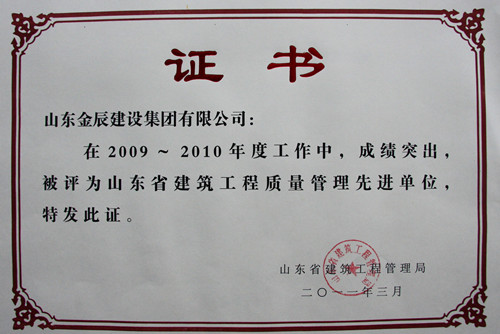 证书
山东金辰建设集团有限公司：
在2009～2010年度工作中，成绩突出，
被评为山东省建筑工程质量管理先进单位，
特发此证。
山东省建筑工程管理局
二〇一一年三月